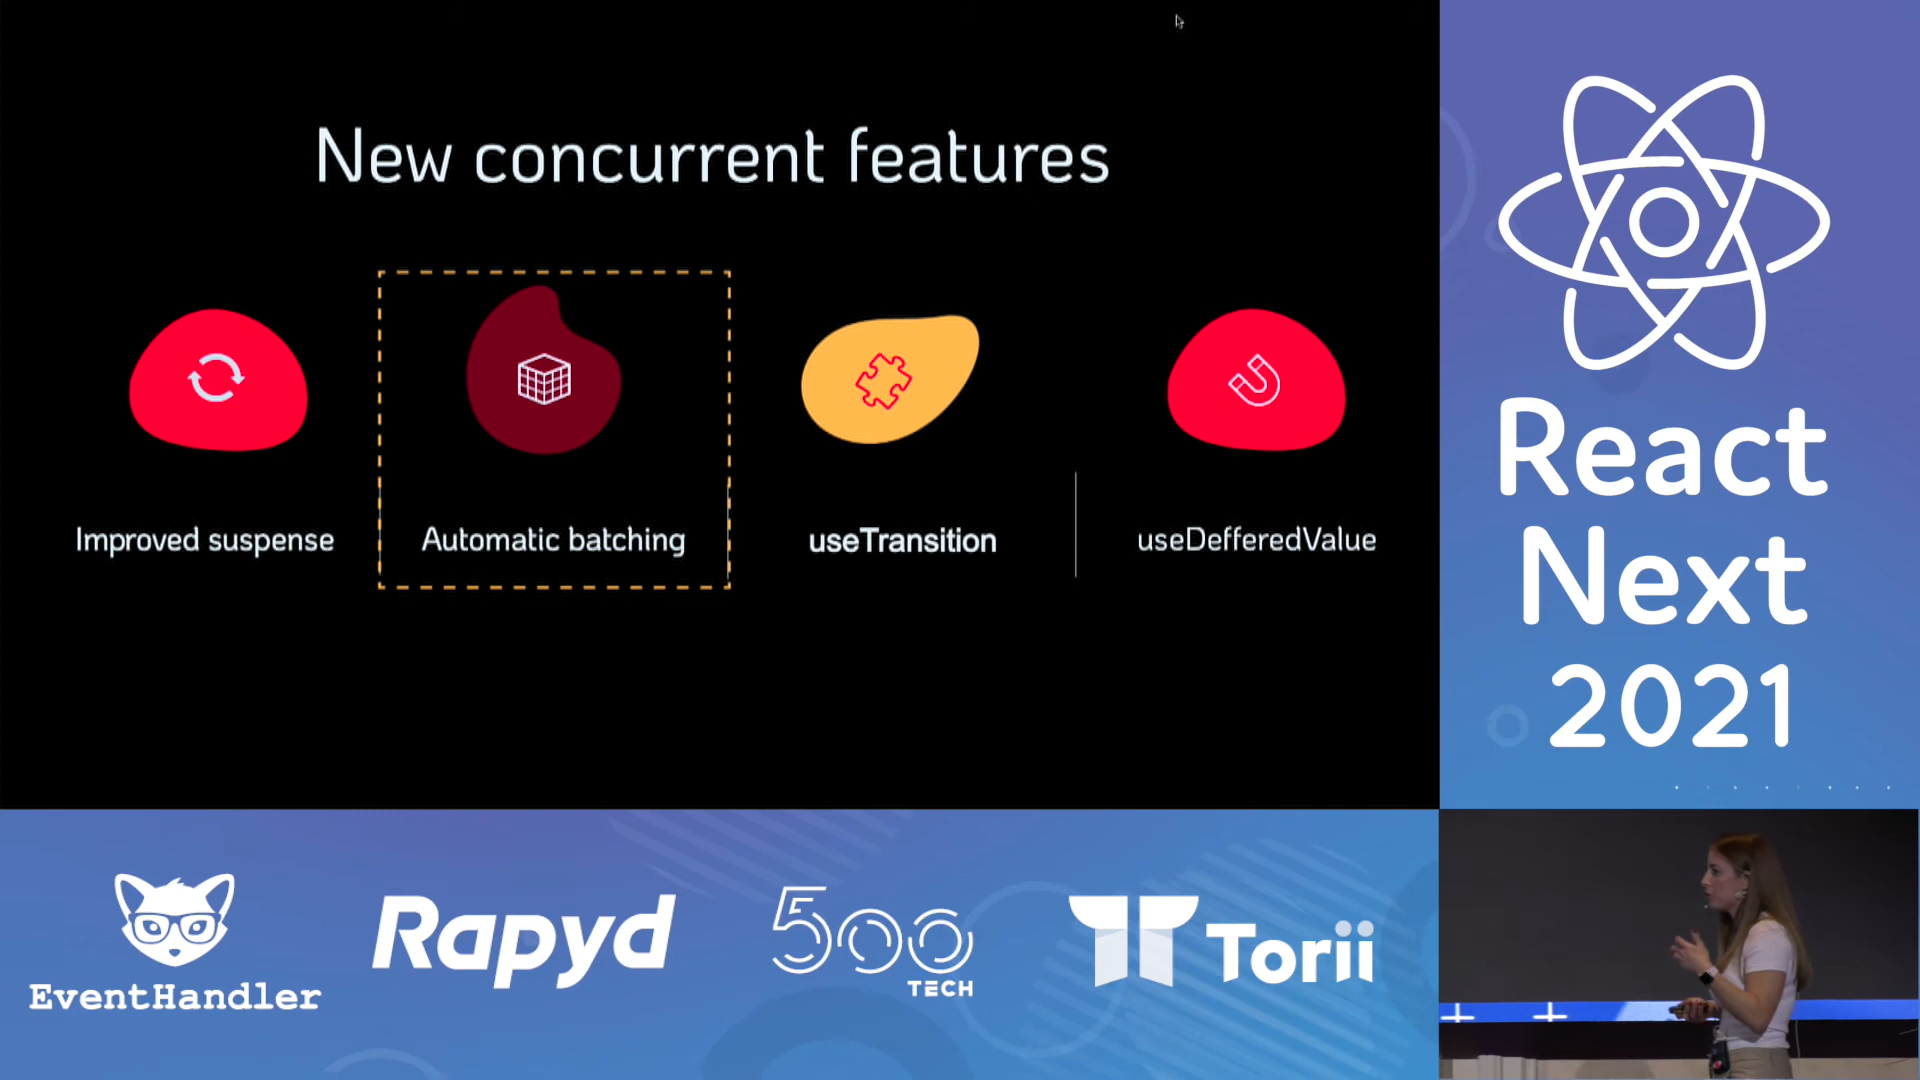 New concurrent features
Improved suspense
Automatic batching
useTransition
useDefferedValue
React
Next
2021
EventHandler
Rapyd
500
TECH
Torii